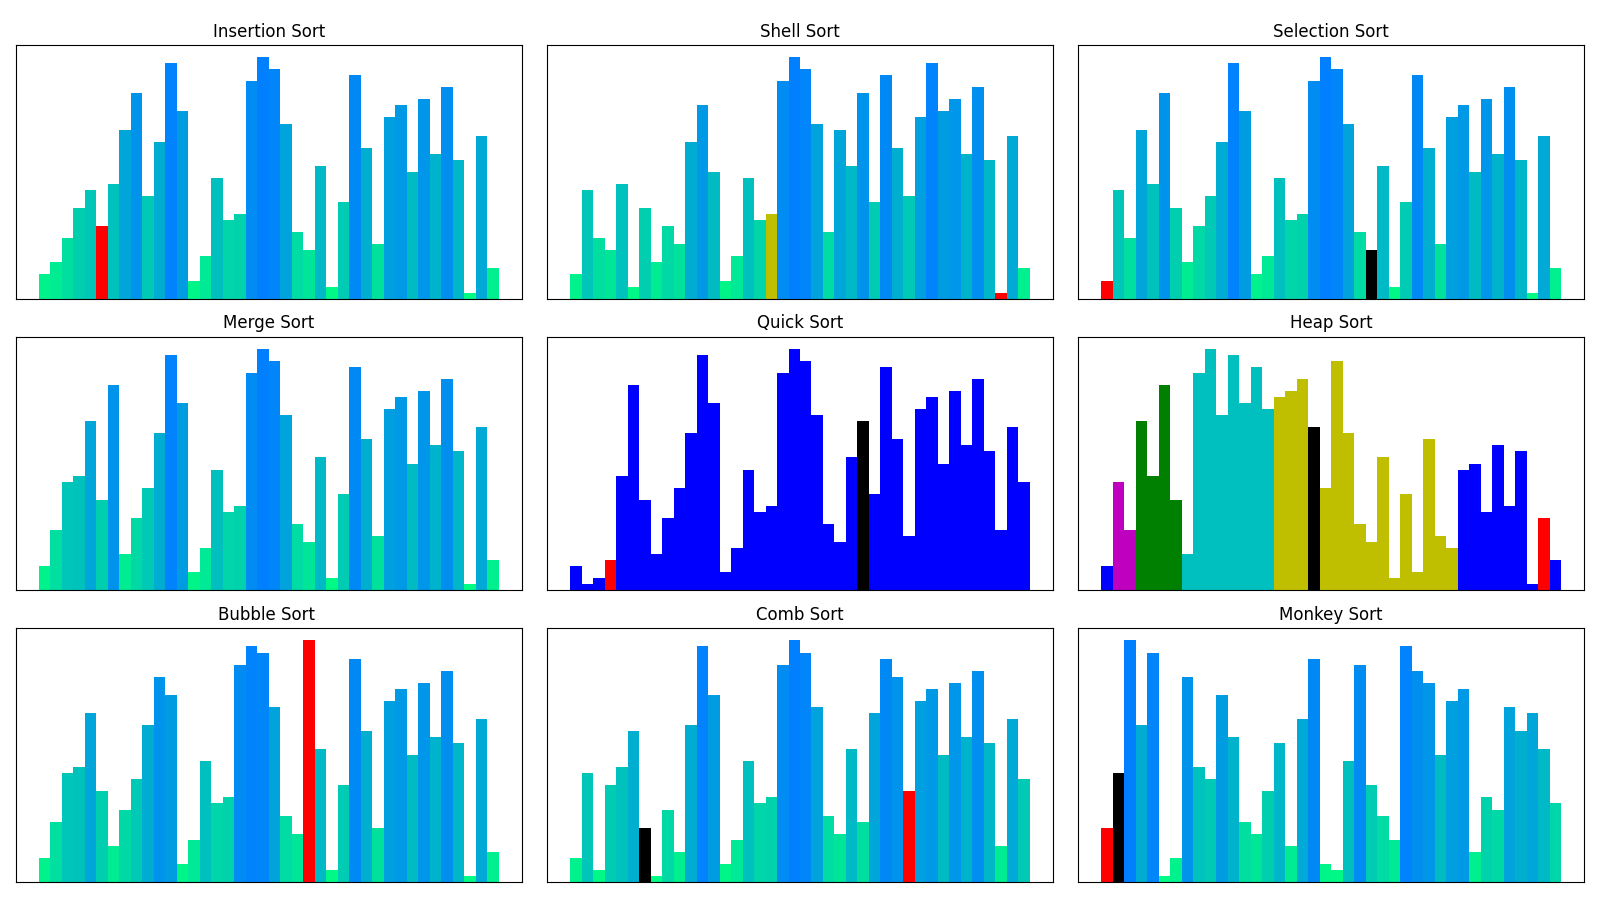 Insertion Sort
Shell Sort
Selection Sort
Merge Sort
Quick Sort
Heap Sort
Bubble Sort
Comb Sort
Monkey Sort